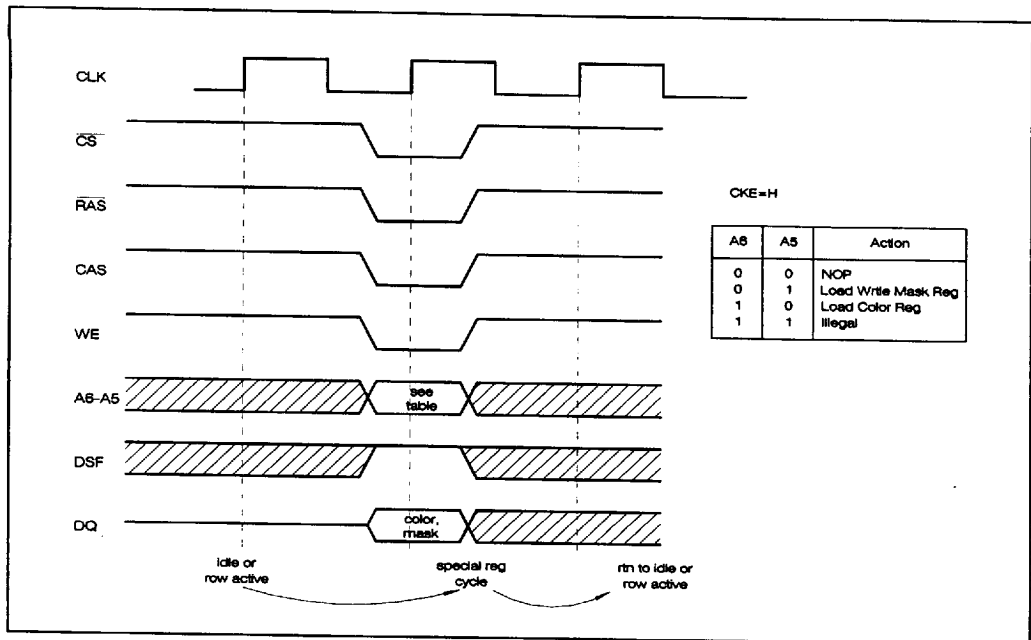 CLK
CS
RAS
CAS
WE
A6-A5
see
table
DSF
DQ
color,
mask
idle or
row active
special reg
cycle
rtn to idle or
row active
CKE=H
A6 A5 Action
0 0 NOP
0 1 Load Write Mask Reg
1 0 Load Color Reg
1 1 Illegal